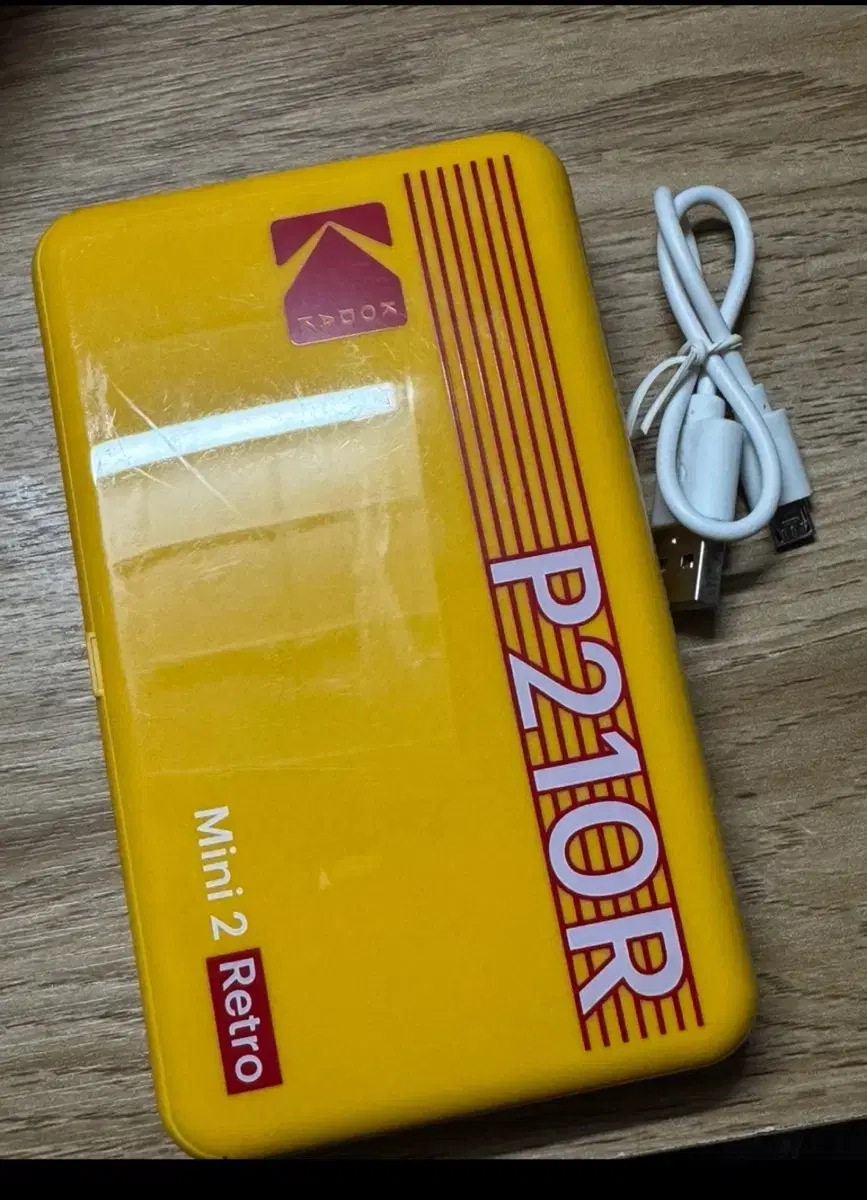 KODAK
P210R
Mini 2 Retro